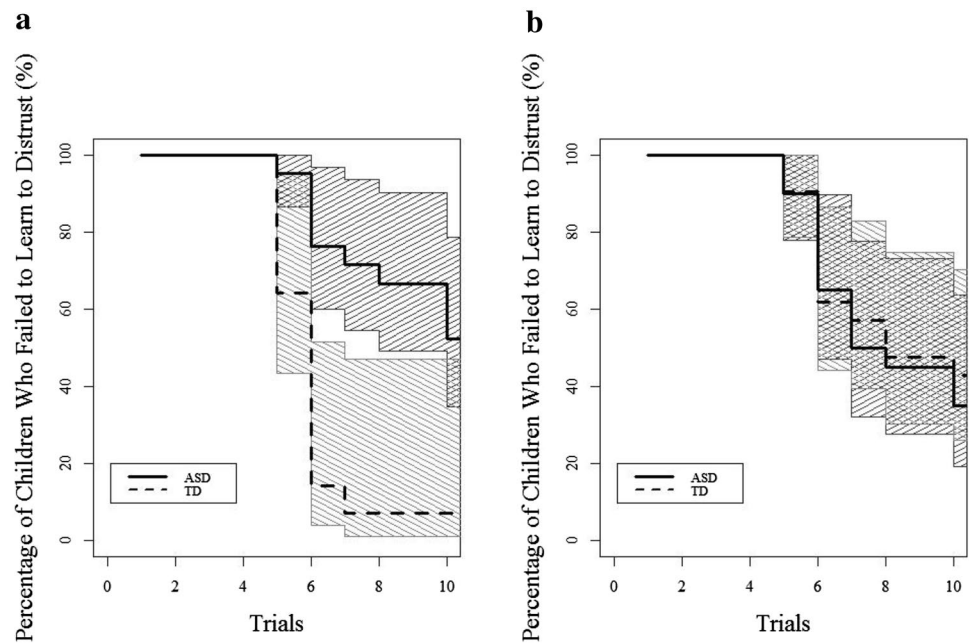 a
Percentage of Children Who Failed to Learn to Distrust (%)
100
80
60
40
20
0
ASD
TD
0 2 4 6 8 10
Trials
b
Percentage of Children Who Failed to Learn to Distrust (%)
100
80
60
40
20
0
ASD
TD
0 2 4 6 8 10
Trials